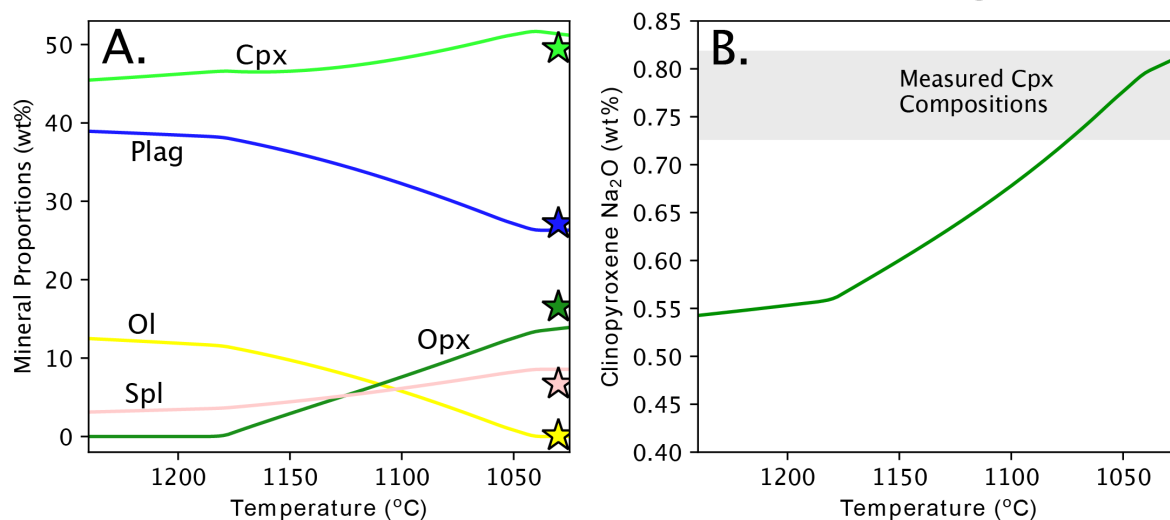 A.
Cpx
Plag
Ol
Spl
Opx
50
40
30
20
10
0
Mineral Proportions (wt%)
1200
1150
1100
1050
Temperature (°C)
B.
Measured Cpx
Compositions
0.85
0.80
0.75
0.70
0.65
0.60
0.55
0.50
0.45
0.40
Clinopyroxene Na₂O (wt%)
1200
1150
1100
1050
Temperature (°C)